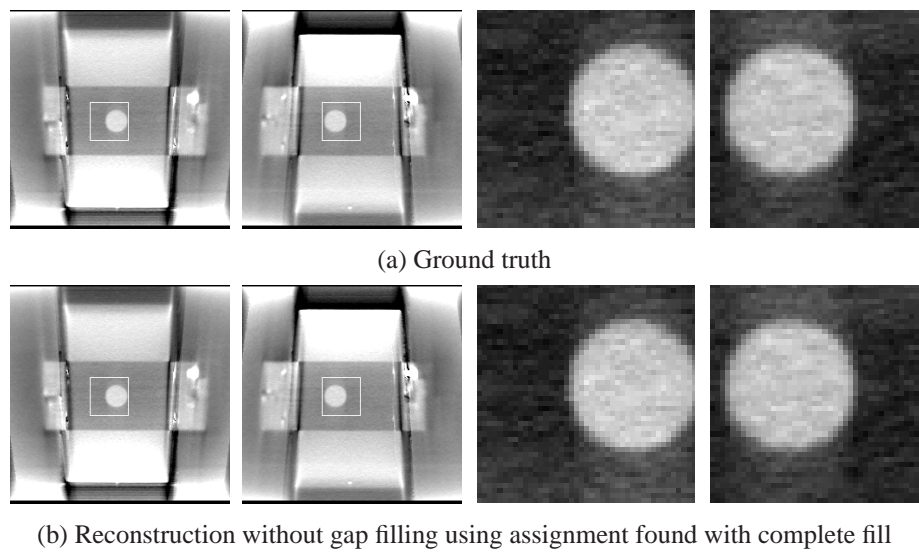 (a) Ground truth
(b) Reconstruction without gap filling using assignment found with complete fill